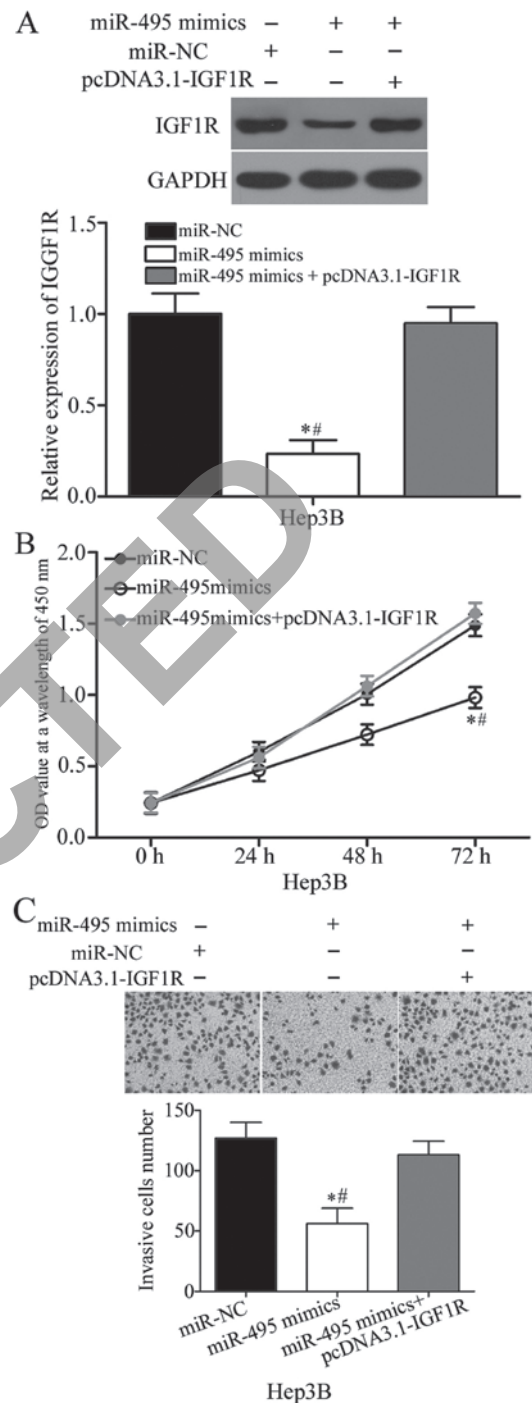 A
miR-495 mimics – + +
miR-NC + – –
pcDNA3.1-IGF1R – – +
IGF1R
GAPDH
Relative expression of IGGF1R
1.5
1.0
0.5
0.0
miR-NC
miR-495 mimics
miR-495 mimics + pcDNA3.1-IGF1R
*#
Hep3B
B
OD value at a wavelength of 450 nm
2.0
1.5
1.0
0.5
0.0
miR-NC
miR-495mimics
miR-495mimics+pcDNA3.1-IGF1R
*#
0 h 24 h 48 h 72 h
Hep3B
CTED
C
miR-495 mimics – + +
miR-NC + – –
pcDNA3.1-IGF1R – – +
Invasive cells number
150
100
50
0
*#
miR-NC
miR-495 mimics
miR-495 mimics+
pcDNA3.1-IGF1R
Hep3B